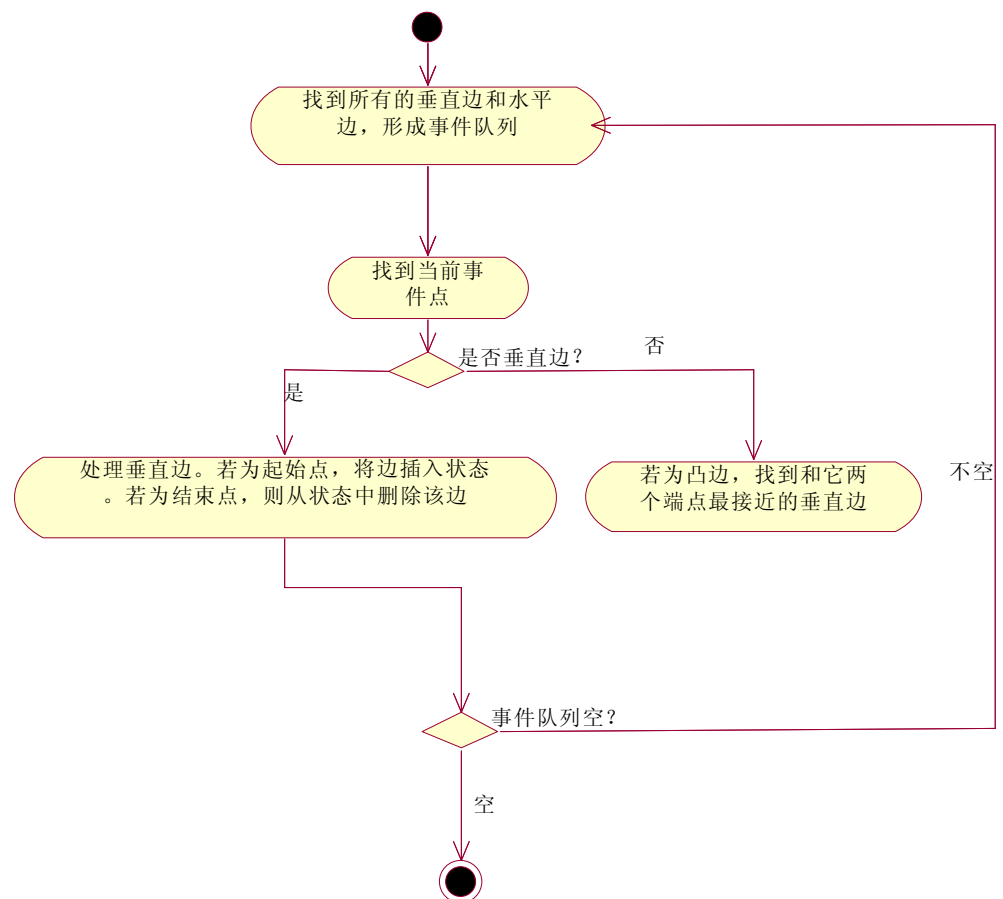 找到所有的垂直边和水平
边，形成事件队列
找到当前事
件点
是否垂直边？
否
是
处理垂直边。若为起始点，将边插入状态
。若为结束点，则从状态中删除该边
若为凸边，找到和它两
个端点最接近的垂直边
不空
事件队列空？
空